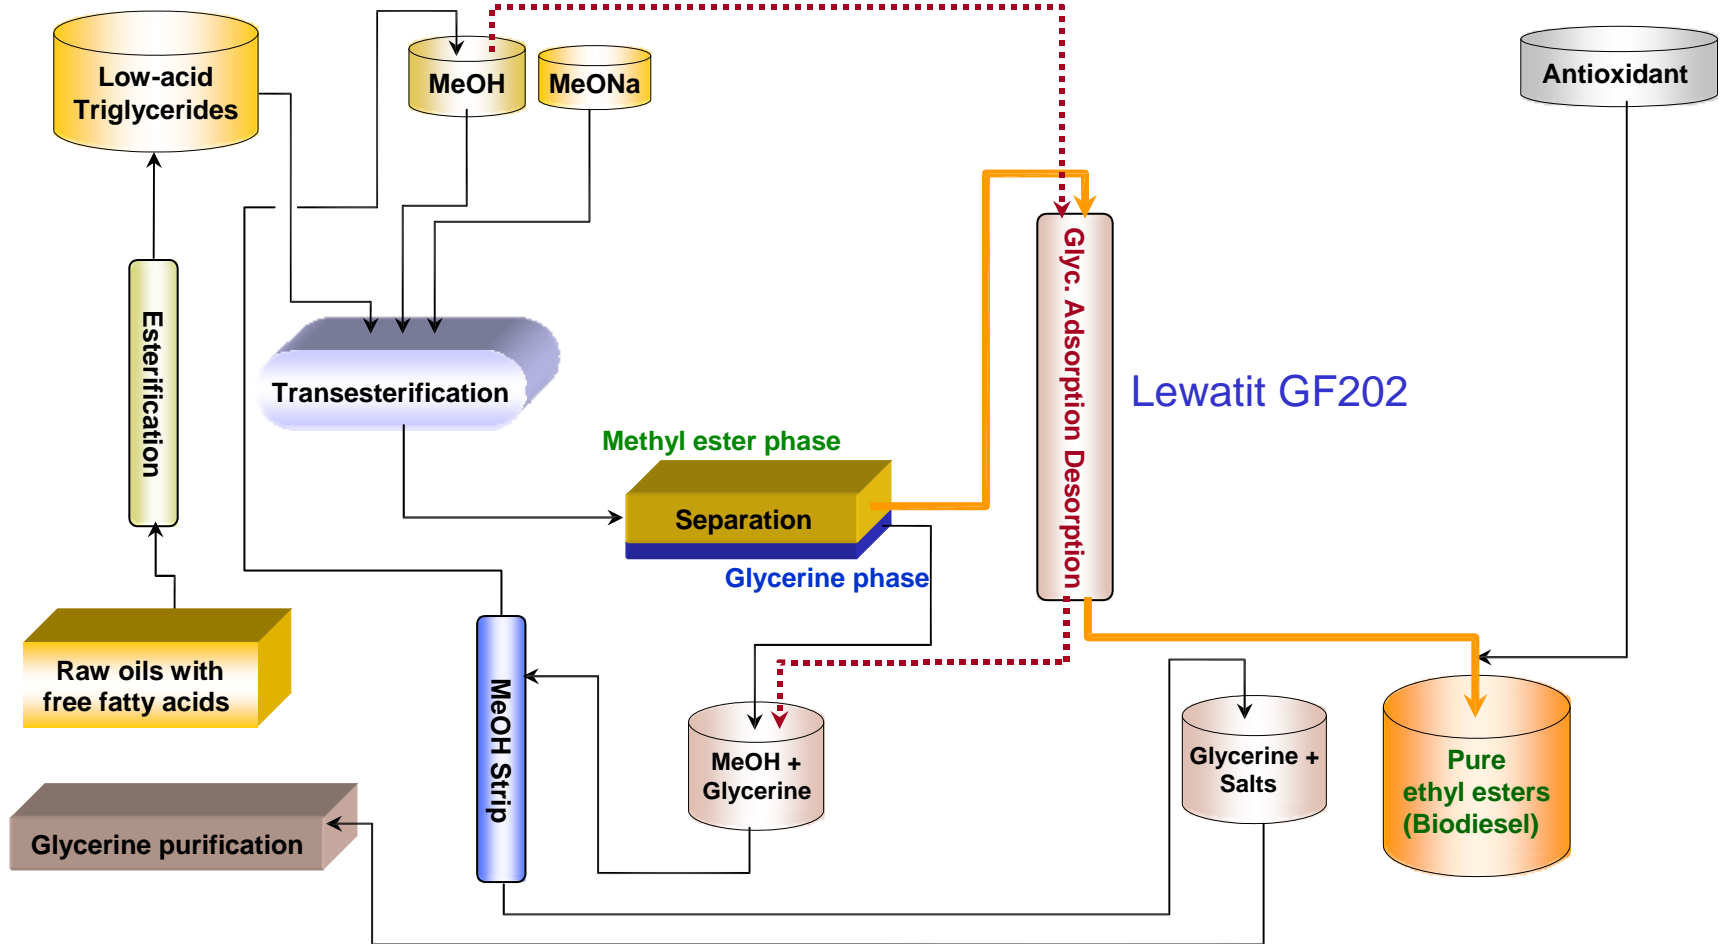 Low-acid
Triglycerides
MeOH
MeONa
Antioxidant
Esterification
Transesterification
Glyc. Adsorption Desorption
Lewatit GF202
Methyl ester phase
Separation
Glycerine phase
Raw oils with
free fatty acids
MeOH Strip
MeOH +
Glycerine
Glycerine +
Salts
Pure
ethyl esters
(Biodiesel)
Glycerine purification